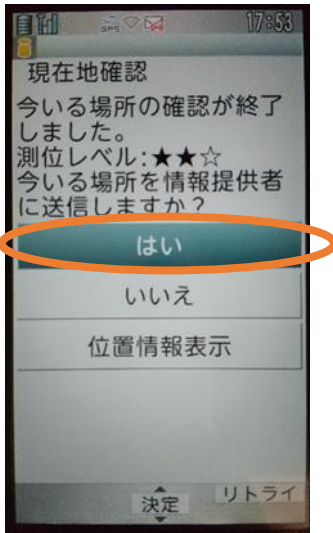 17:53
GPS
現在地確認
今いる場所の確認が終了
しました。
測位レベル:★★☆
今いる場所を情報提供者
に送信しますか?
はい
いいえ
位置情報表示
決定
リトライ